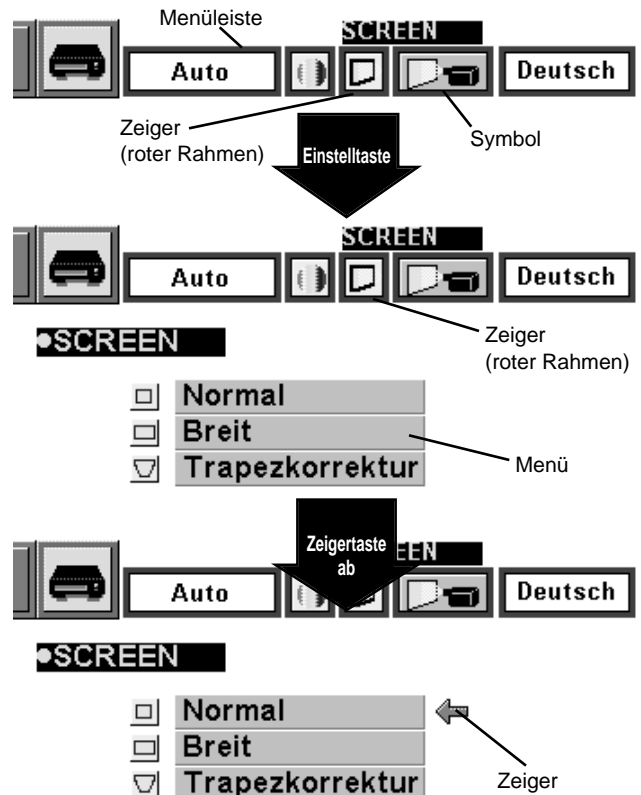 Menüleiste
SCREEN
Auto
Deutsch
Zeiger
(roter Rahmen)
Symbol
Einstelltaste
SCREEN
Auto
Deutsch
Zeiger
(roter Rahmen)
●SCREEN
Normal
Breit
Trapezkorrektur
Menü
Zeigertaste
ab
EEN
Auto
Deutsch
●SCREEN
Normal
Breit
Trapezkorrektur
Zeiger